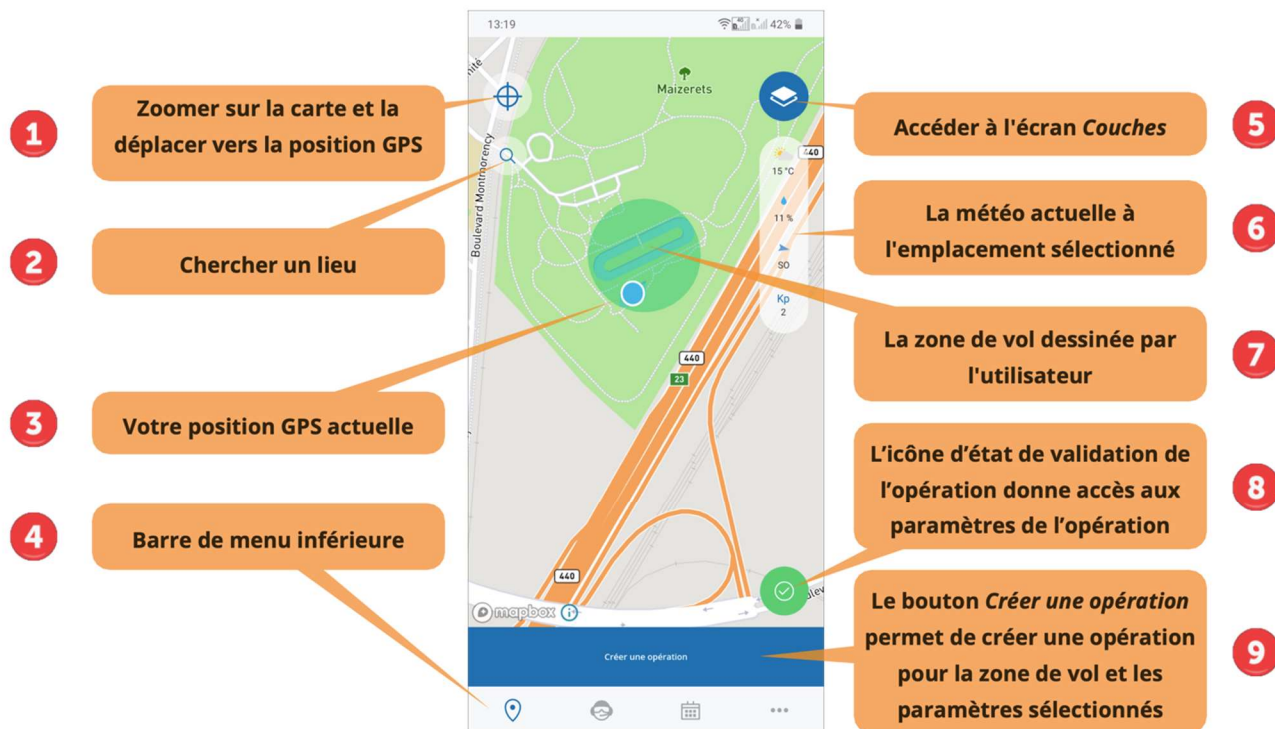 13:19
42%
1
Zoomer sur la carte et la
déplacer vers la position GPS
2
Chercher un lieu
3
Votre position GPS actuelle
4
Barre de menu inférieure
Maizerets
Boulevard Montmorency
440
15 °C
11 %
SO
Kp
2
440
23
440
mapbox
Créer une opération
5
Accéder à l'écran Couches
6
La météo actuelle à
l'emplacement sélectionné
7
La zone de vol dessinée par
l'utilisateur
8
L’icône d’état de validation de
l’opération donne accès aux
paramètres de l’opération
9
Le bouton Créer une opération
permet de créer une opération
pour la zone de vol et les
paramètres sélectionnés